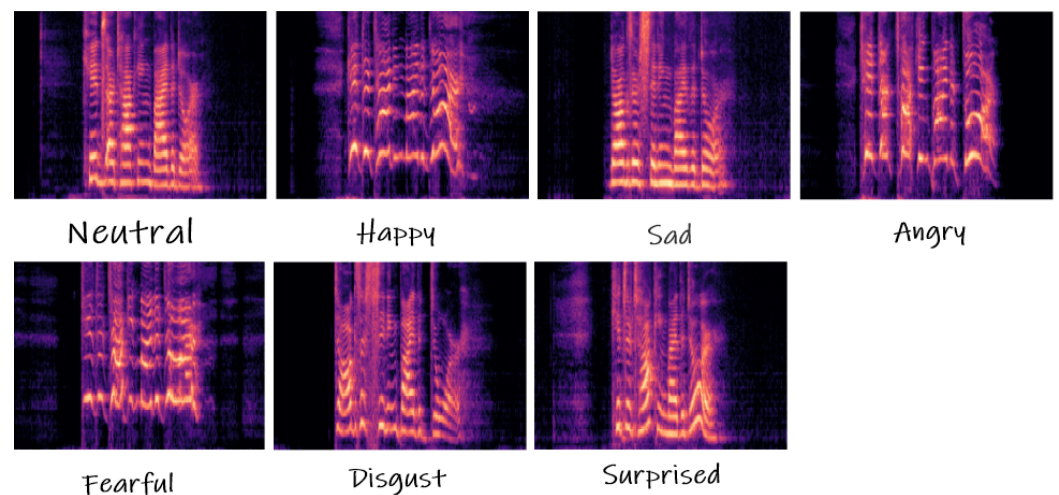 Neutral
Happy
Sad
Angry
Fearful
Disgust
Surprised